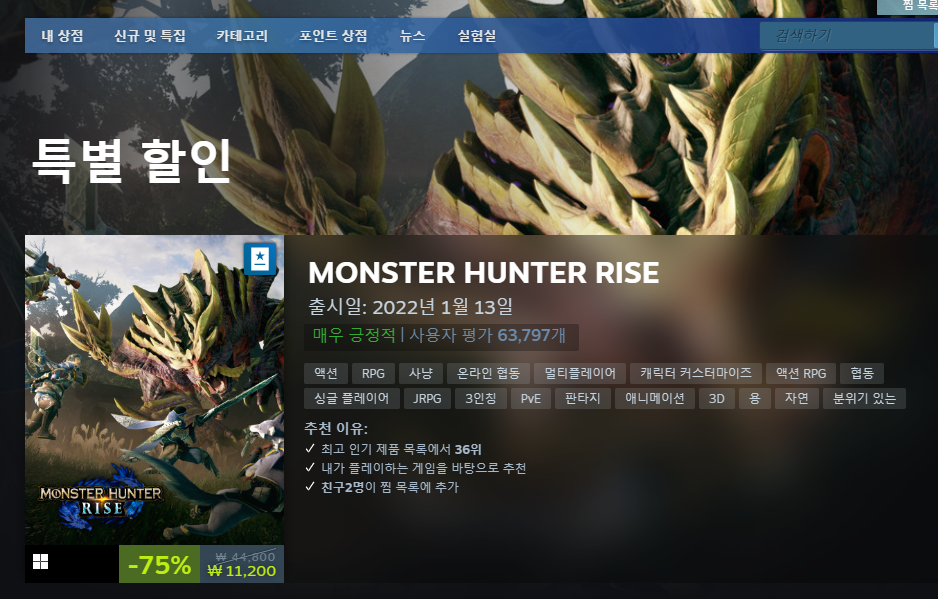 찜 목록
내 상점 신규 및 특집 카테고리 포인트 상점 뉴스 실험실 검색하기
특별 할인
MONSTER HUNTER RISE
출시일: 2022년 1월 13일
매우 긍정적 | 사용자 평가 63,797개
액션 RPG 사냥 온라인 협동 멀티플레이어 캐릭터 커스터마이즈 액션 RPG 협동
싱글 플레이어 JRPG 3인칭 PvE 판타지 애니메이션 3D 용 자연 분위기 있는
추천 이유:
✓ 최고 인기 제품 목록에서 36위
✓ 내가 플레이하는 게임을 바탕으로 추천
✓ 친구2명이 찜 목록에 추가
MONSTER HUNTER
RISE
-75% ₩ 44,800
₩ 11,200